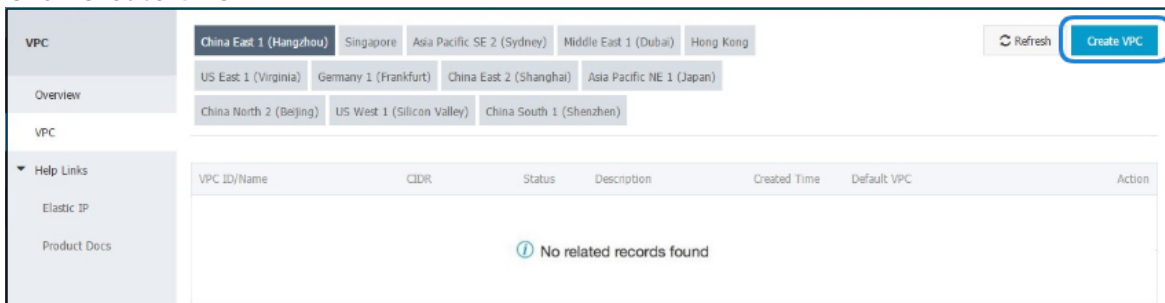 VPC
China East 1 (Hangzhou) Singapore Asia Pacific SE 2 (Sydney) Middle East 1 (Dubai) Hong Kong
Refresh Create VPC
US East 1 (Virginia) Germany 1 (Frankfurt) China East 2 (Shanghai) Asia Pacific NE 1 (Japan)
Overview
China North 2 (Beijing) US West 1 (Silicon Valley) China South 1 (Shenzhen)
VPC
Help Links
VPC ID/Name CIDR Status Description Created Time Default VPC Action
Elastic IP
Product Docs
No related records found